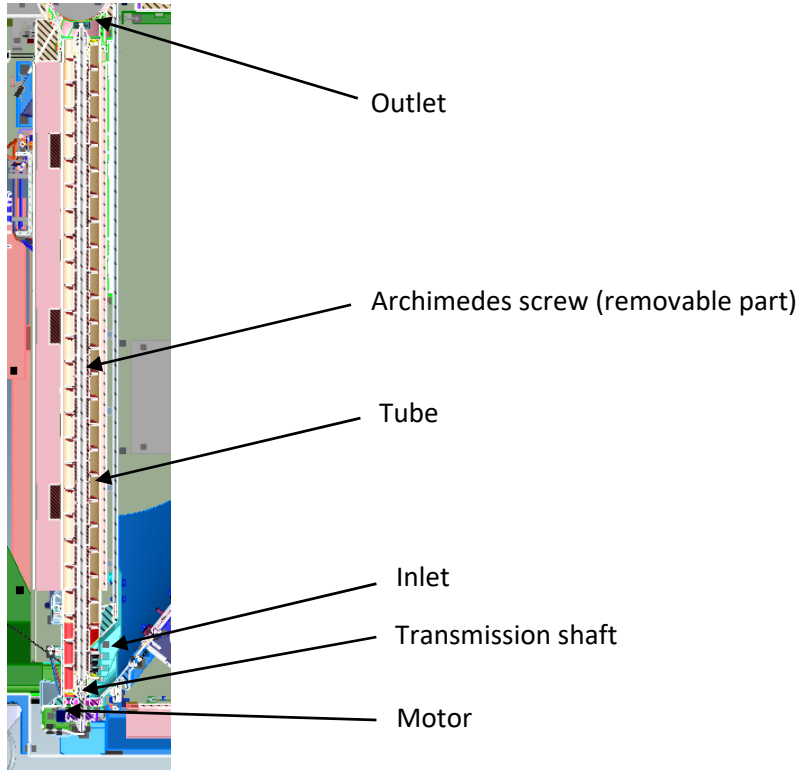 Outlet
Archimedes screw (removable part)
Tube
Inlet
Transmission shaft
Motor